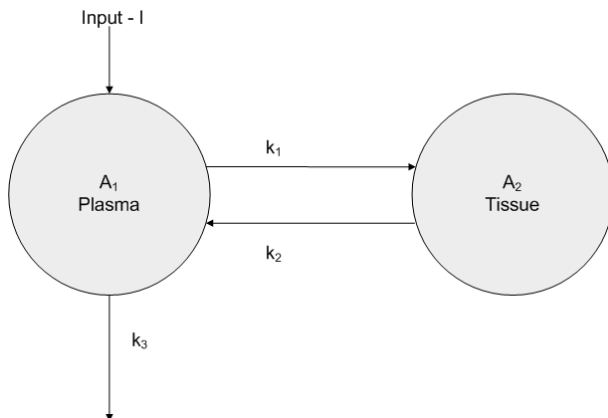 Input - I
k₁
A₁
Plasma
A₂
Tissue
k₂
k₃